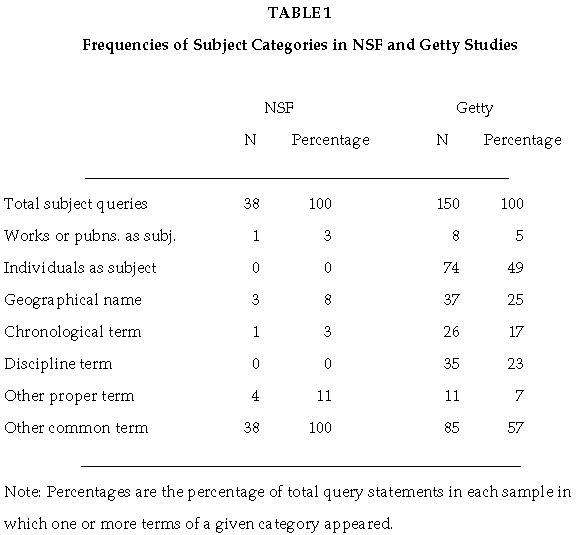 TABLE 1
Frequencies of Subject Categories in NSF and Getty Studies
NSF Getty
N Percentage N Percentage
Total subject queries 38 100 150 100
Works or pubns. as subj. 1 3 8 5
Individuals as subject 0 0 74 49
Geographical name 3 8 37 25
Chronological term 1 3 26 17
Discipline term 0 0 35 23
Other proper term 4 11 11 7
Other common term 38 100 85 57
Note: Percentages are the percentage of total query statements in each sample in
which one or more terms of a given category appeared.